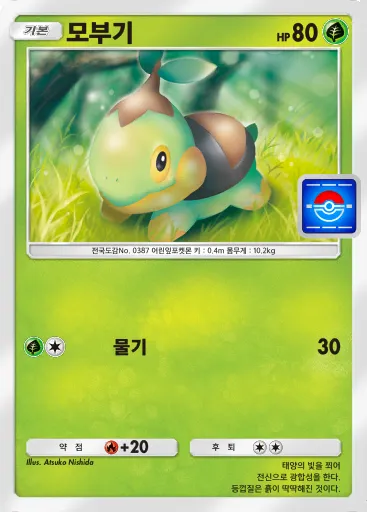 기본 모부기 HP 80
전국도감No. 0387 어린잎포켓몬 키 : 0.4m 몸무게 : 10.2kg
물기 30
약점 +20 후퇴
Illus. Atsuko Nishida
태양의 빛을 쬐어
전신으로 광합성을 한다.
등껍질은 흙이 딱딱해진 것이다.